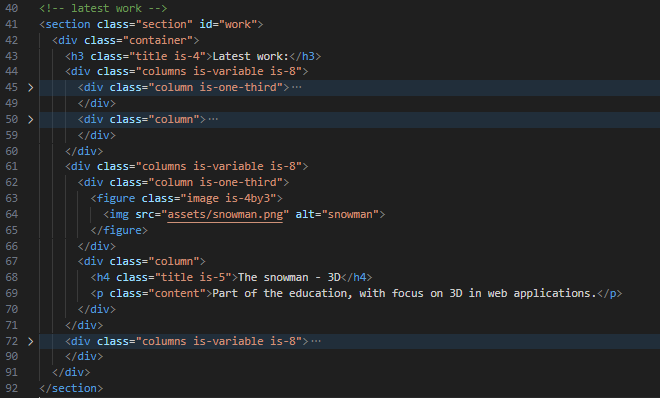 40 <!-- latest work -->
41 <section class="section" id="work">
42 <div class="container">
43 <h3 class="title is-4">Latest work:</h3>
44 <div class="columns is-variable is-8">
45 <div class="column is-one-third">···
49 </div>
50 <div class="column">···
59 </div>
60 </div>
61 <div class="columns is-variable is-8">
62 <div class="column is-one-third">
63 <figure class="image is-4by3">
64 <img src="assets/snowman.png" alt="snowman">
65 </figure>
66 </div>
67 <div class="column">
68 <h4 class="title is-5">The snowman - 3D</h4>
69 <p class="content">Part of the education, with focus on 3D in web applications.</p>
70 </div>
71 </div>
72 <div class="columns is-variable is-8">···
90 </div>
91 </div>
92 </section>